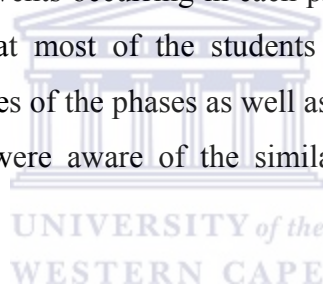 occurring in each
at most of the students
es of the phases as well as
were aware of the simila
UNIVERSITY of the
WESTERN CAPE